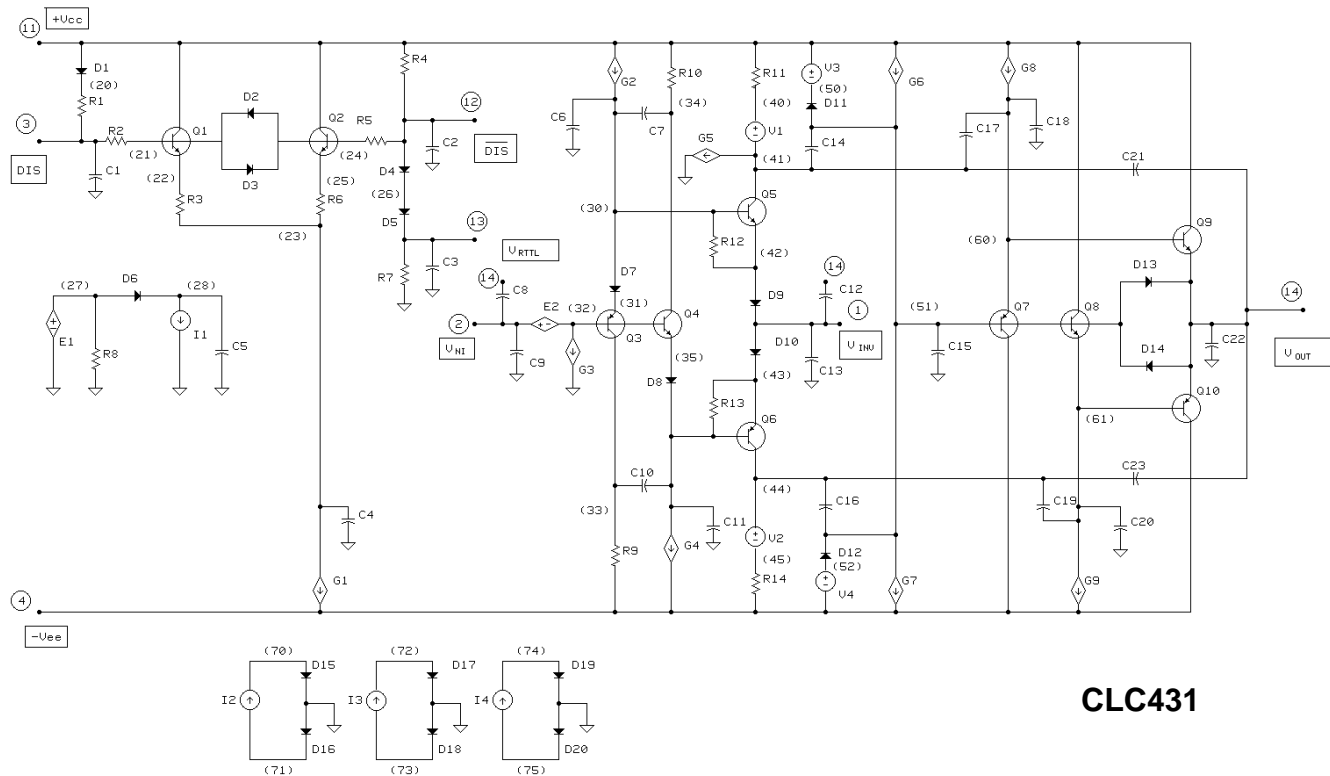 11 +Vcc
D1
(20)
R1
3
DIS
R2
C1
(21)
Q1
(22)
R3
D2
D3
Q2
(25)
R6
(23)
(24)
R5
R4
12
C2
DIS
D4
(26)
D5
13
VRTTL
R7
C3
(27)
D6
(28)
E1
R8
I1
C5
C4
G1
4
-Vee
14
C8
2
VNI
C9
E2
(32)
G3
G2
C6
C7
R10
(34)
(30)
D7
(31)
Q3
Q4
(35)
D8
C10
(33)
R9
C11
G4
R11
(40)
V1
G5
(41)
Q5
R12
(42)
D9
14
C12
1
VINV
D10
C13
(43)
R13
Q6
(44)
V2
(45)
R14
V3
(50)
D11
C14
C16
D12
(52)
V4
G6
(51)
C15
G7
G8
C17
C18
(60)
Q7
Q8
(61)
C19
C20
G9
C21
Q9
D13
D14
Q10
C22
C23
14
VOUT
(70)
D15
I2
D16
(71)
(72)
D17
I3
D18
(73)
(74)
D19
I4
D20
(75)
CLC431